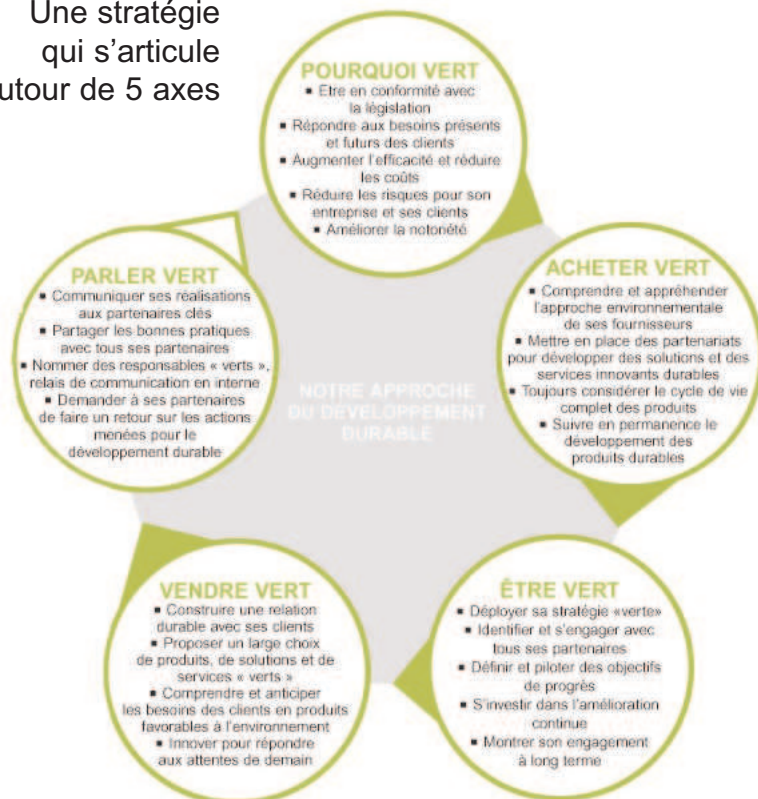 Une stratégie
qui s’articule
utour de 5 axes
POURQUOI VERT
▪ Etre en conformité avec
la législation
▪ Répondre aux besoins présents
et futurs des clients
▪ Augmenter l’efficacité et réduire
les coûts
▪ Réduire les risques pour son
entreprise et ses clients
▪ Améliorer la notoriété
ACHETER VERT
▪ Comprendre et appréhender
l’approche environnementale
de ses fournisseurs
▪ Mettre en place des partenariats
pour développer des solutions et des
services innovants durables
▪ Toujours considérer le cycle de vie
complet des produits
▪ Suivre en permanence le
développement des
produits durables
ÊTRE VERT
▪ Déployer sa stratégie «verte»
▪ Identifier et s’engager avec
tous ses partenaires
▪ Définir et piloter des objectifs
de progrès
▪ S’investir dans l’amélioration
continue
▪ Montrer son engagement
à long terme
VENDRE VERT
▪ Construire une relation
durable avec ses clients
▪ Proposer un large choix
de produits, de solutions et de
services « verts »
▪ Comprendre et anticiper
les besoins des clients en produits
favorables à l’environnement
▪ Innover pour répondre
aux attentes de demain
PARLER VERT
▪ Communiquer ses réalisations
aux partenaires clés
▪ Partager les bonnes pratiques
avec tous ses partenaires
▪ Nommer des responsables « verts »,
relais de communication en interne
▪ Demander à ses partenaires
de faire un retour sur les actions
menées pour le
développement durable
NOTRE APPROCHE
DU DEVELOPPEMENT
DURABLE